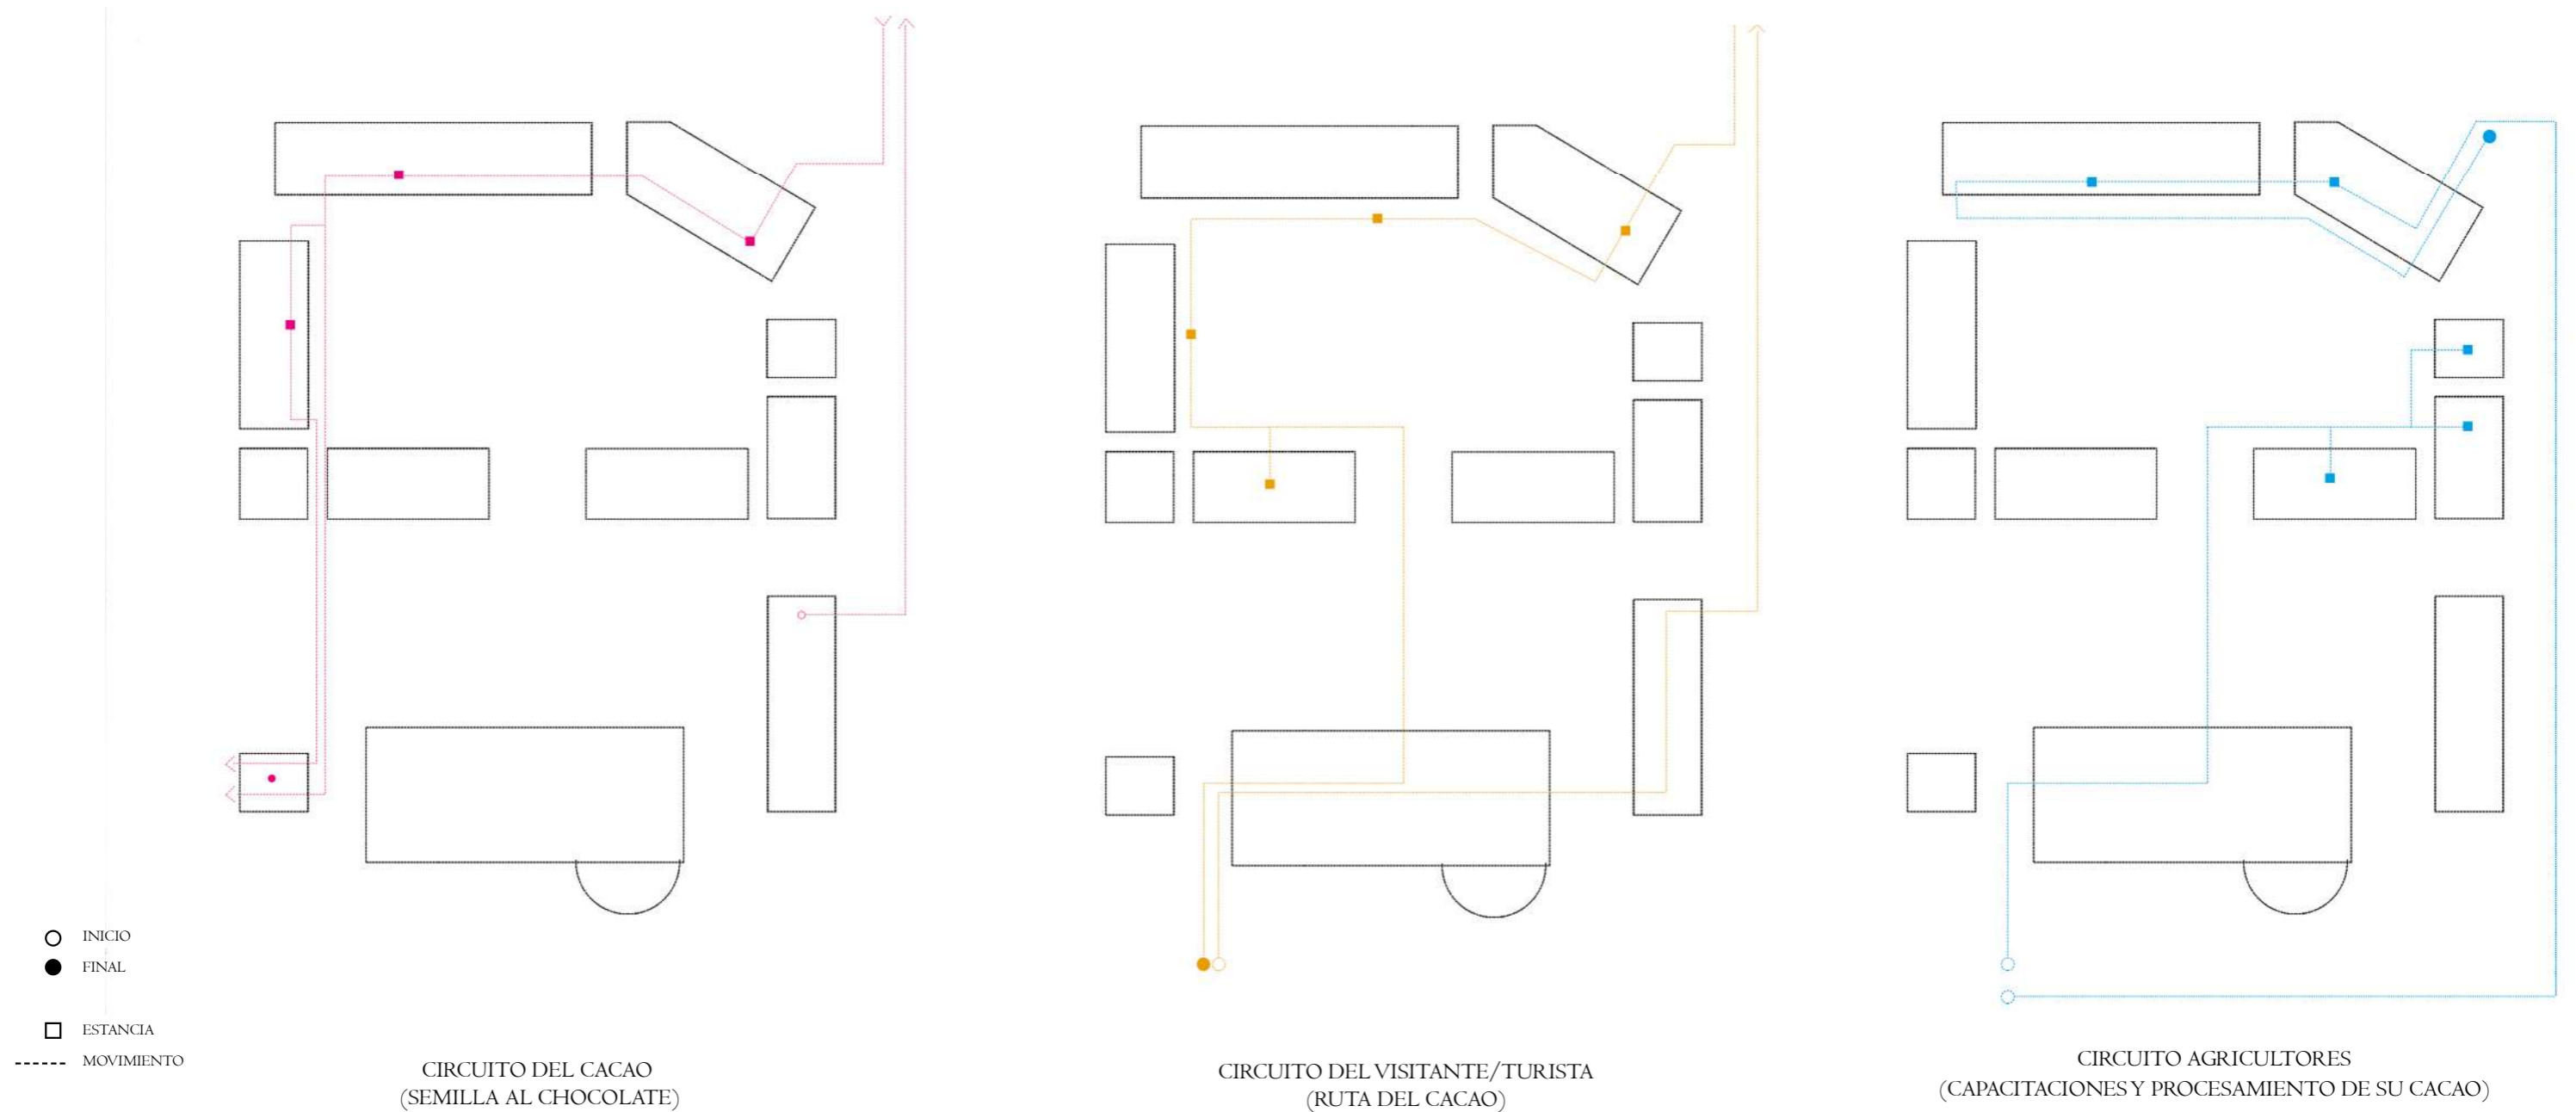 INICIO
FINAL
ESTANCIA
MOVIMIENTO
CIRCUITO DEL CACAO
(SEMILLA AL CHOCOLATE)
CIRCUITO DEL VISITANTE/TURISTA
(RUTA DEL CACAO)
CIRCUITO AGRICULTORES
(CAPACITACIONES Y PROCESAMIENTO DE SU CACAO)